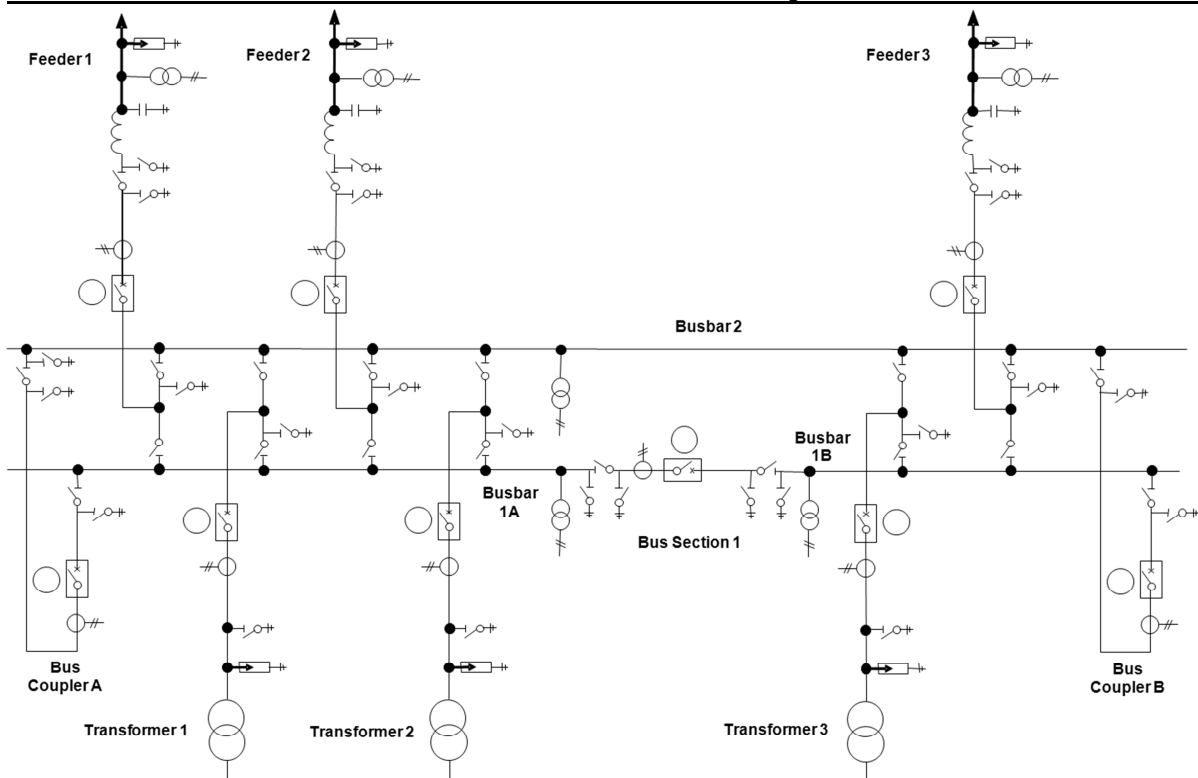 Feeder 1
Feeder 2
Feeder 3
Busbar 2
Busbar
1B
Busbar
1A
Bus Section 1
Bus
Coupler A
Bus
Coupler B
Transformer 1
Transformer 2
Transformer 3